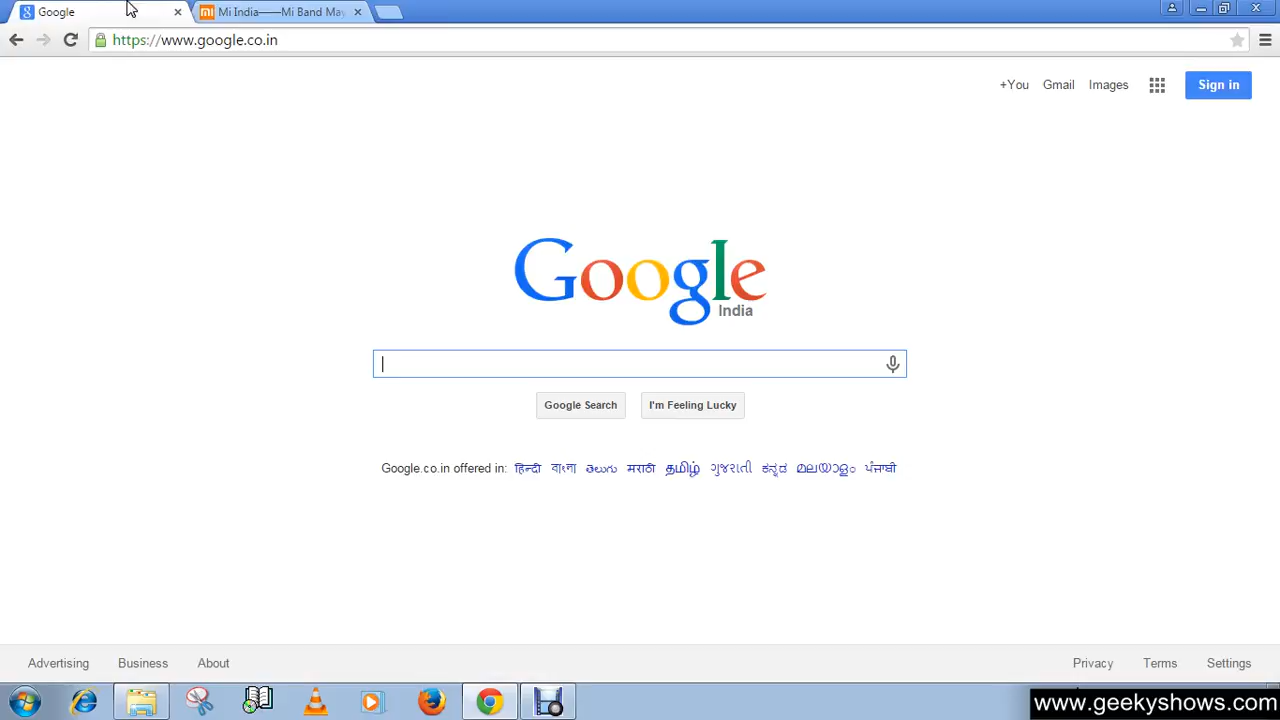 Google
Mi India——Mi Band May
https://www.google.co.in
+You Gmail Images Sign in
Google
India
Google Search I'm Feeling Lucky
Google.co.in offered in: हिन्दी বাংলা తెలుగు मराठी தமிழ் ગુજરાતી ಕನ್ನಡ മലയാളം ਪੰਜਾਬੀ
Advertising Business About Privacy Terms Settings
www.geekyshows.com